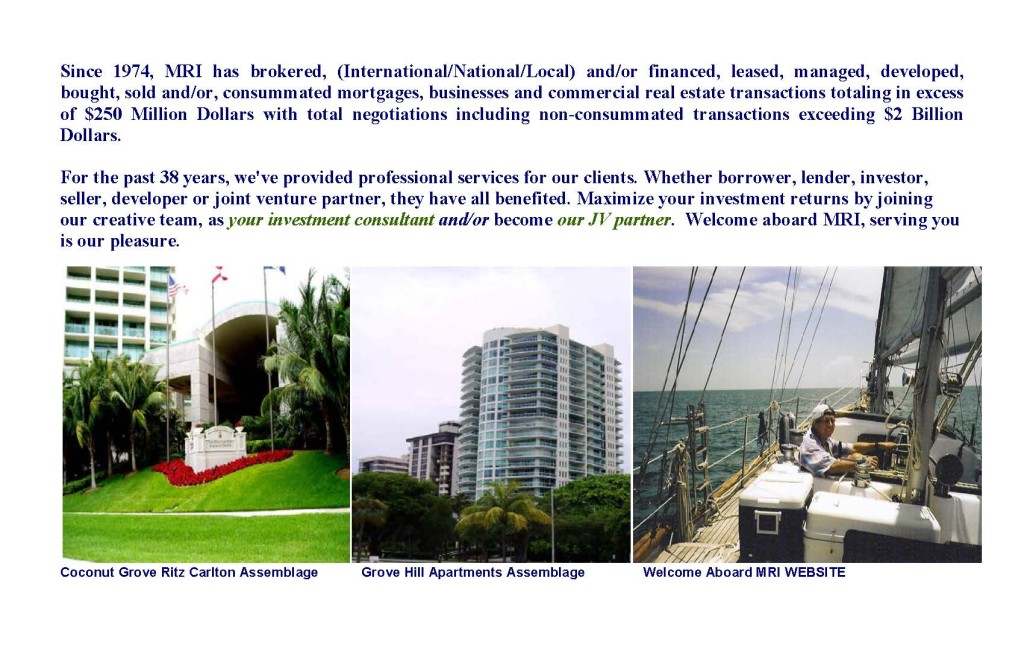 Since 1974, MRI has brokered, (International/National/Local) and/or financed, leased, managed, developed,
bought, sold and/or, consummated mortgages, businesses and commercial real estate transactions totaling in excess
of $250 Million Dollars with total negotiations including non-consummated transactions exceeding $2 Billion
Dollars.
For the past 38 years, we've provided professional services for our clients. Whether borrower, lender, investor,
seller, developer or joint venture partner, they have all benefited. Maximize your investment returns by joining
our creative team, as your investment consultant and/or become our JV partner. Welcome aboard MRI, serving you
is our pleasure.
Coconut Grove Ritz Carlton Assemblage
Grove Hill Apartments Assemblage
Welcome Aboard MRI WEBSITE